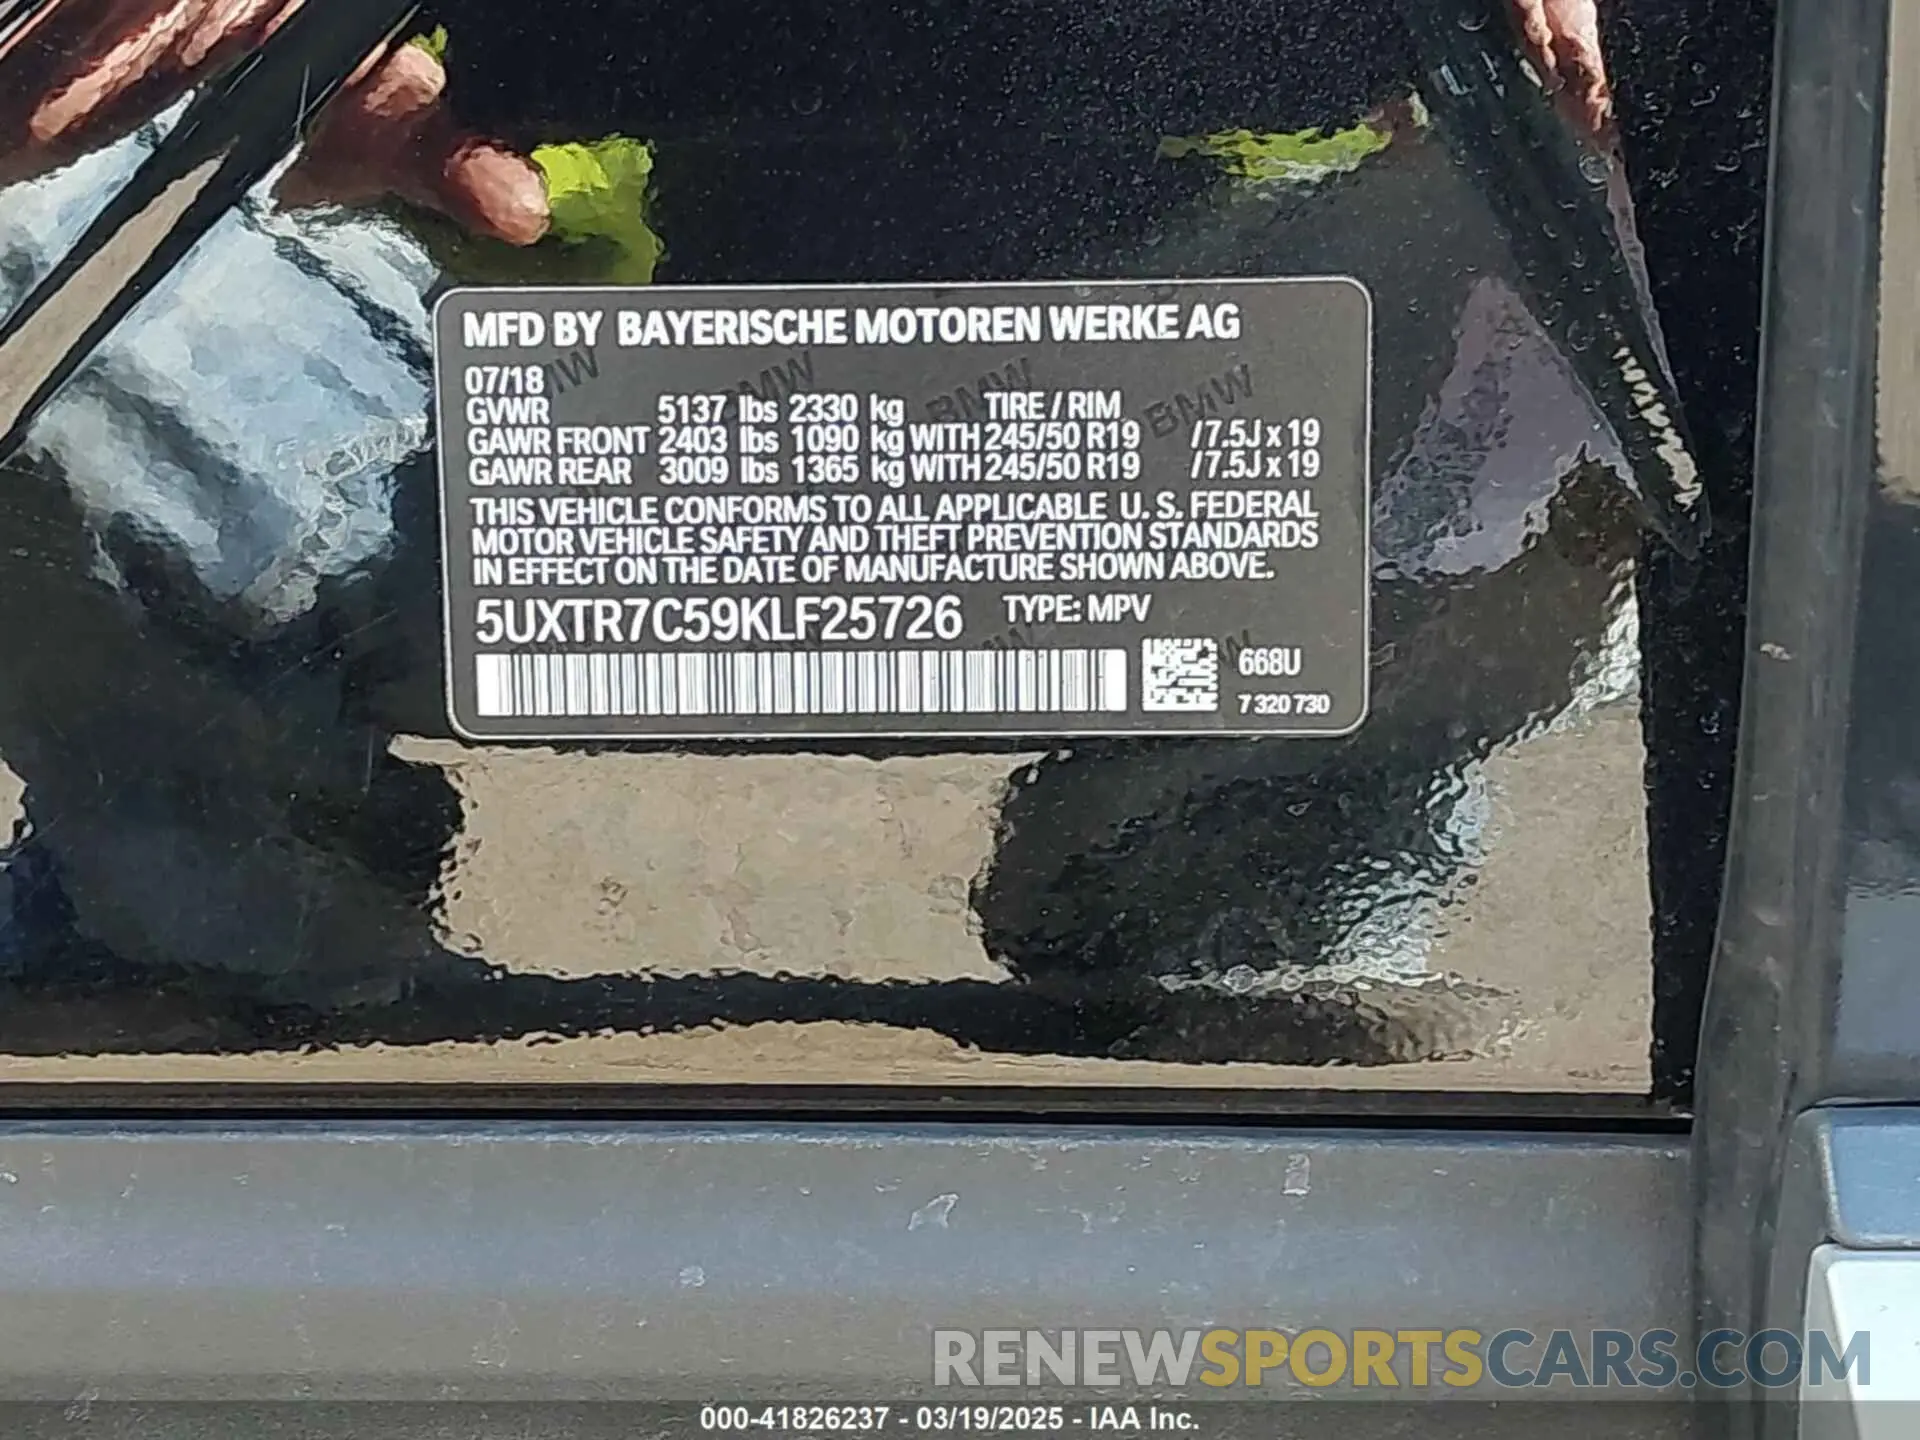 MFD BY BAYERISCHE MOTOREN WERKE AG
07/18
GVWR 5137 lbs 2330 kg TIRE / RIM
GAWR FRONT 2403 lbs 1090 kg WITH 245/50 R19 / 7.5J x 19
GAWR REAR 3009 lbs 1365 kg WITH 245/50 R19 / 7.5J x 19
THIS VEHICLE CONFORMS TO ALL APPLICABLE U. S. FEDERAL
MOTOR VEHICLE SAFETY AND THEFT PREVENTION STANDARDS
IN EFFECT ON THE DATE OF MANUFACTURE SHOWN ABOVE.
5UXTR7C59KLF25726 TYPE: MPV
668U
7 320 730
BMW BMW BMW
RENEWSPORTSCARS.COM
000-41826237 - 03/19/2025 - IAA Inc.